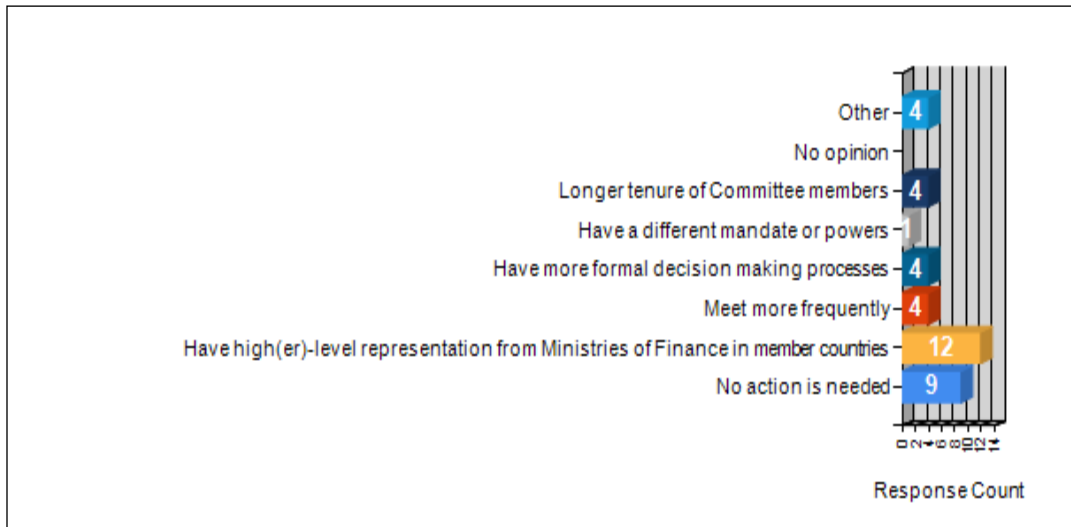 Other 4
No opinion
Longer tenure of Committee members 4
Have a different mandate or powers 1
Have more formal decision making processes 4
Meet more frequently 4
Have high(er)-level representation from Ministries of Finance in member countries 12
No action is needed 9
0 2 4 6 8 10 12 14
Response Count